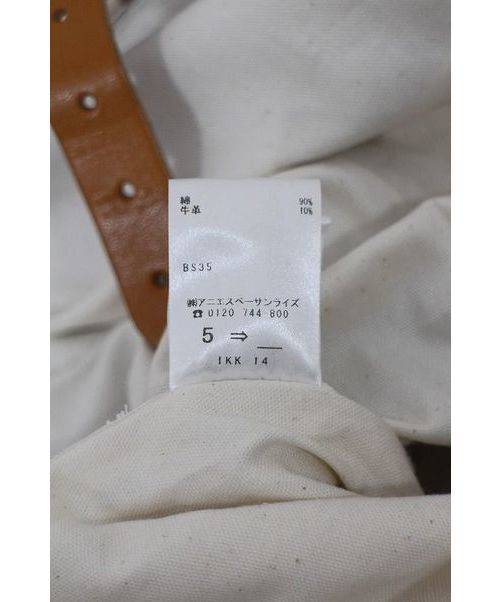 綿 90%
牛革 10%
BS35
㈱アニエスベーサンライズ
☎0120 744 800
5 ⇒ __
IKK 14